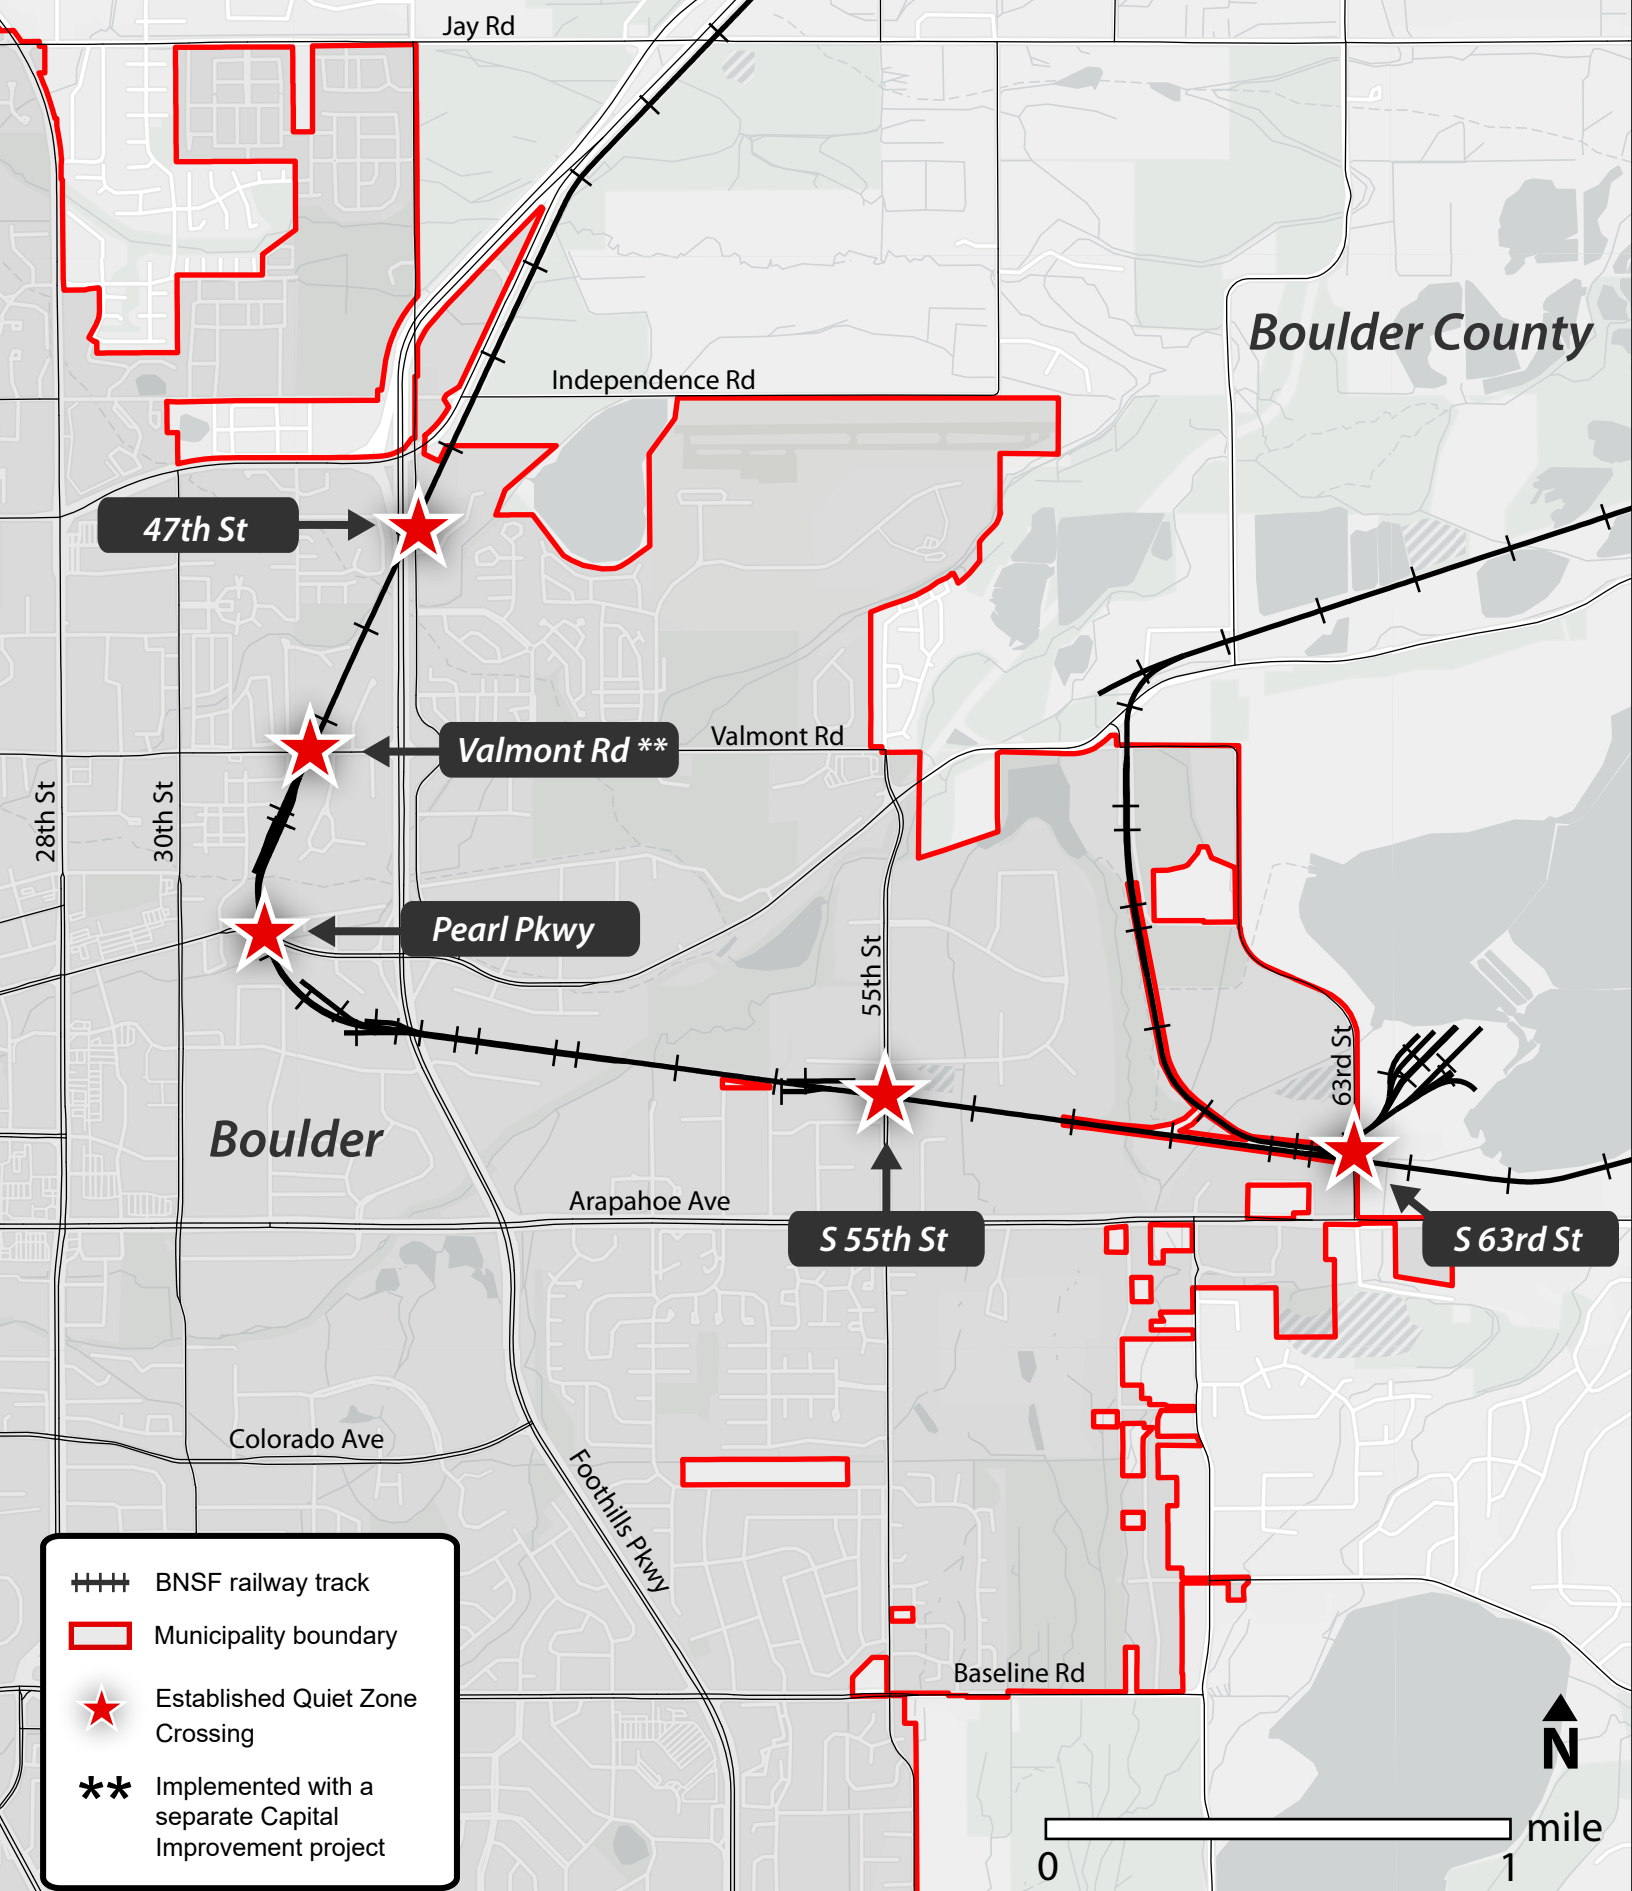 Jay Rd
Boulder County
Independence Rd
47th St
Valmont Rd **
Valmont Rd
28th St
30th St
Pearl Pkwy
55th St
63rd St
Boulder
Arapahoe Ave
S 55th St
S 63rd St
Colorado Ave
Foothills Pkwy
Baseline Rd
BNSF railway track
Municipality boundary
Established Quiet Zone
Crossing
** Implemented with a
separate Capital
Improvement project
N
mile
0 1